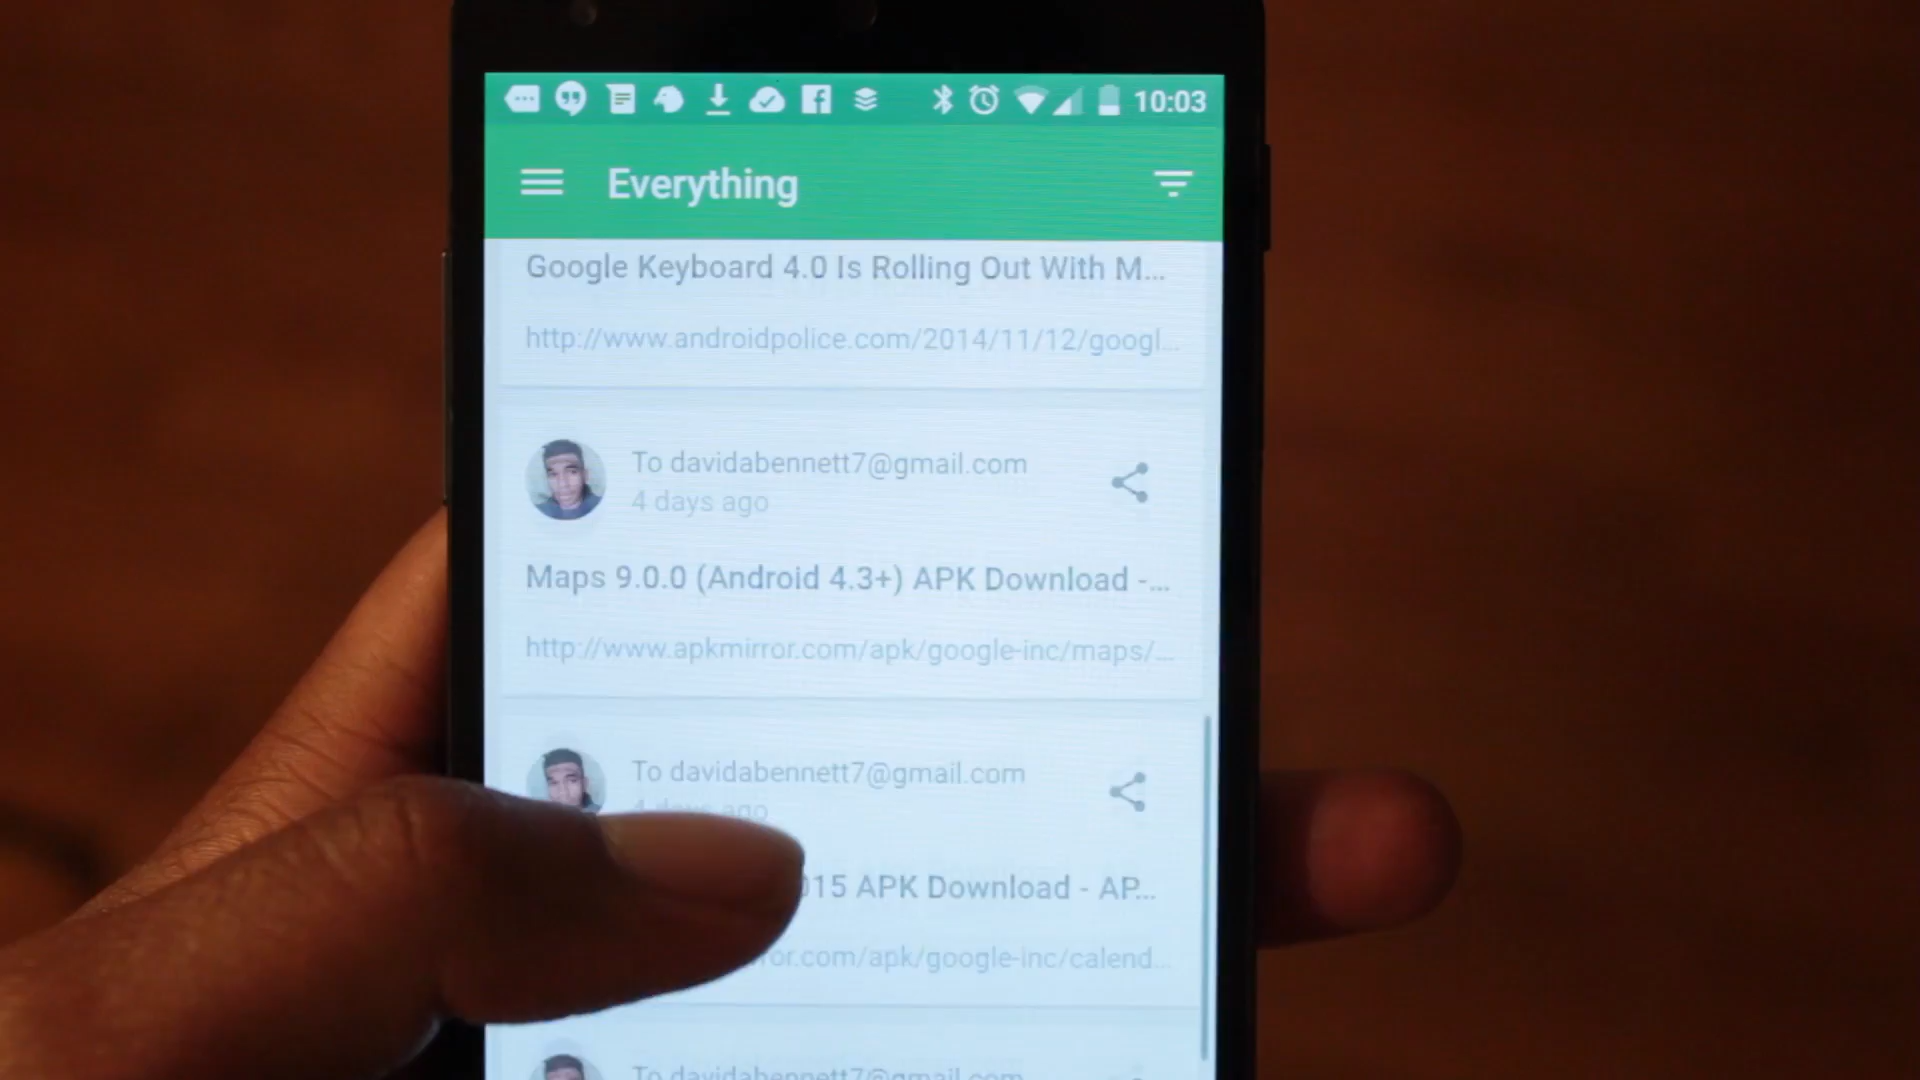 10:03
Everything
Google Keyboard 4.0 Is Rolling Out With M...
http://www.androidpolice.com/2014/11/12/googl...
To davidabennett7@gmail.com
4 days ago
Maps 9.0.0 (Android 4.3+) APK Download -...
http://www.apkmirror.com/apk/google-inc/maps/...
To davidabennett7@gmail.com
4 days ago
015 APK Download - AP...
ror.com/apk/google-inc/calend...
To davidabennett7@gmail.com